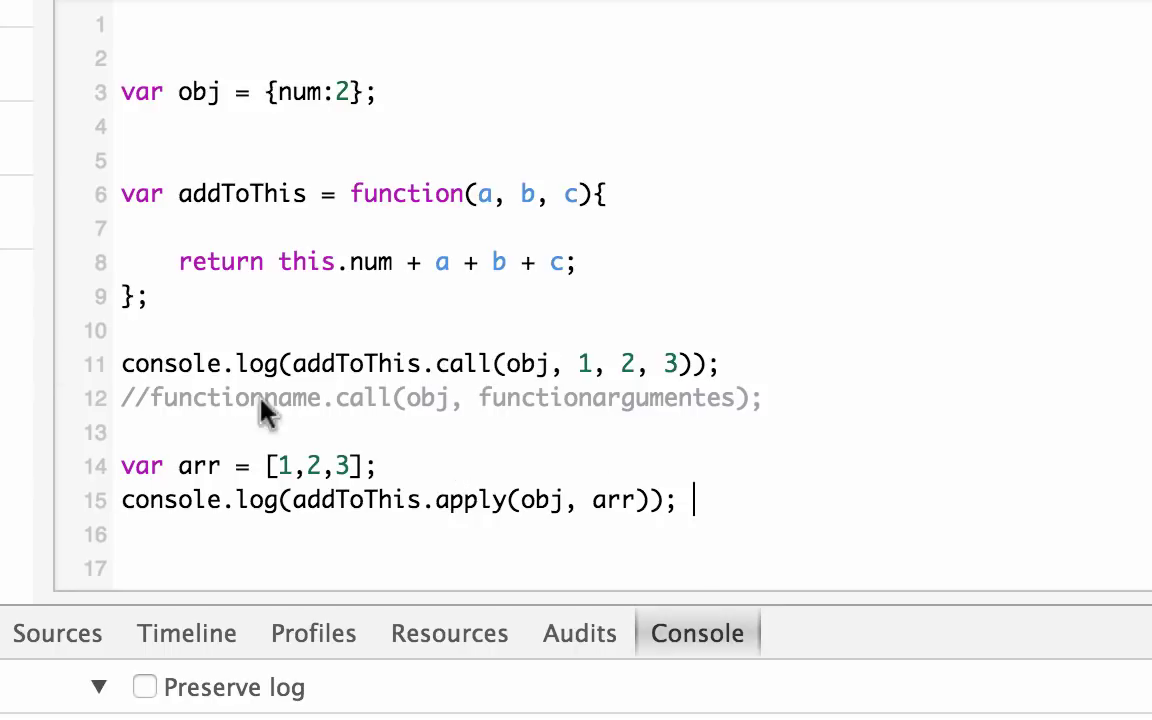 1
2
3 var obj = {num:2};
4
5
6 var addToThis = function(a, b, c){
7
8     return this.num + a + b + c;
9 };
10
11 console.log(addToThis.call(obj, 1, 2, 3));
12 //functionname.call(obj, functionargumentes);
13
14 var arr = [1,2,3];
15 console.log(addToThis.apply(obj, arr));
16
17
Sources Timeline Profiles Resources Audits Console
▼ Preserve log